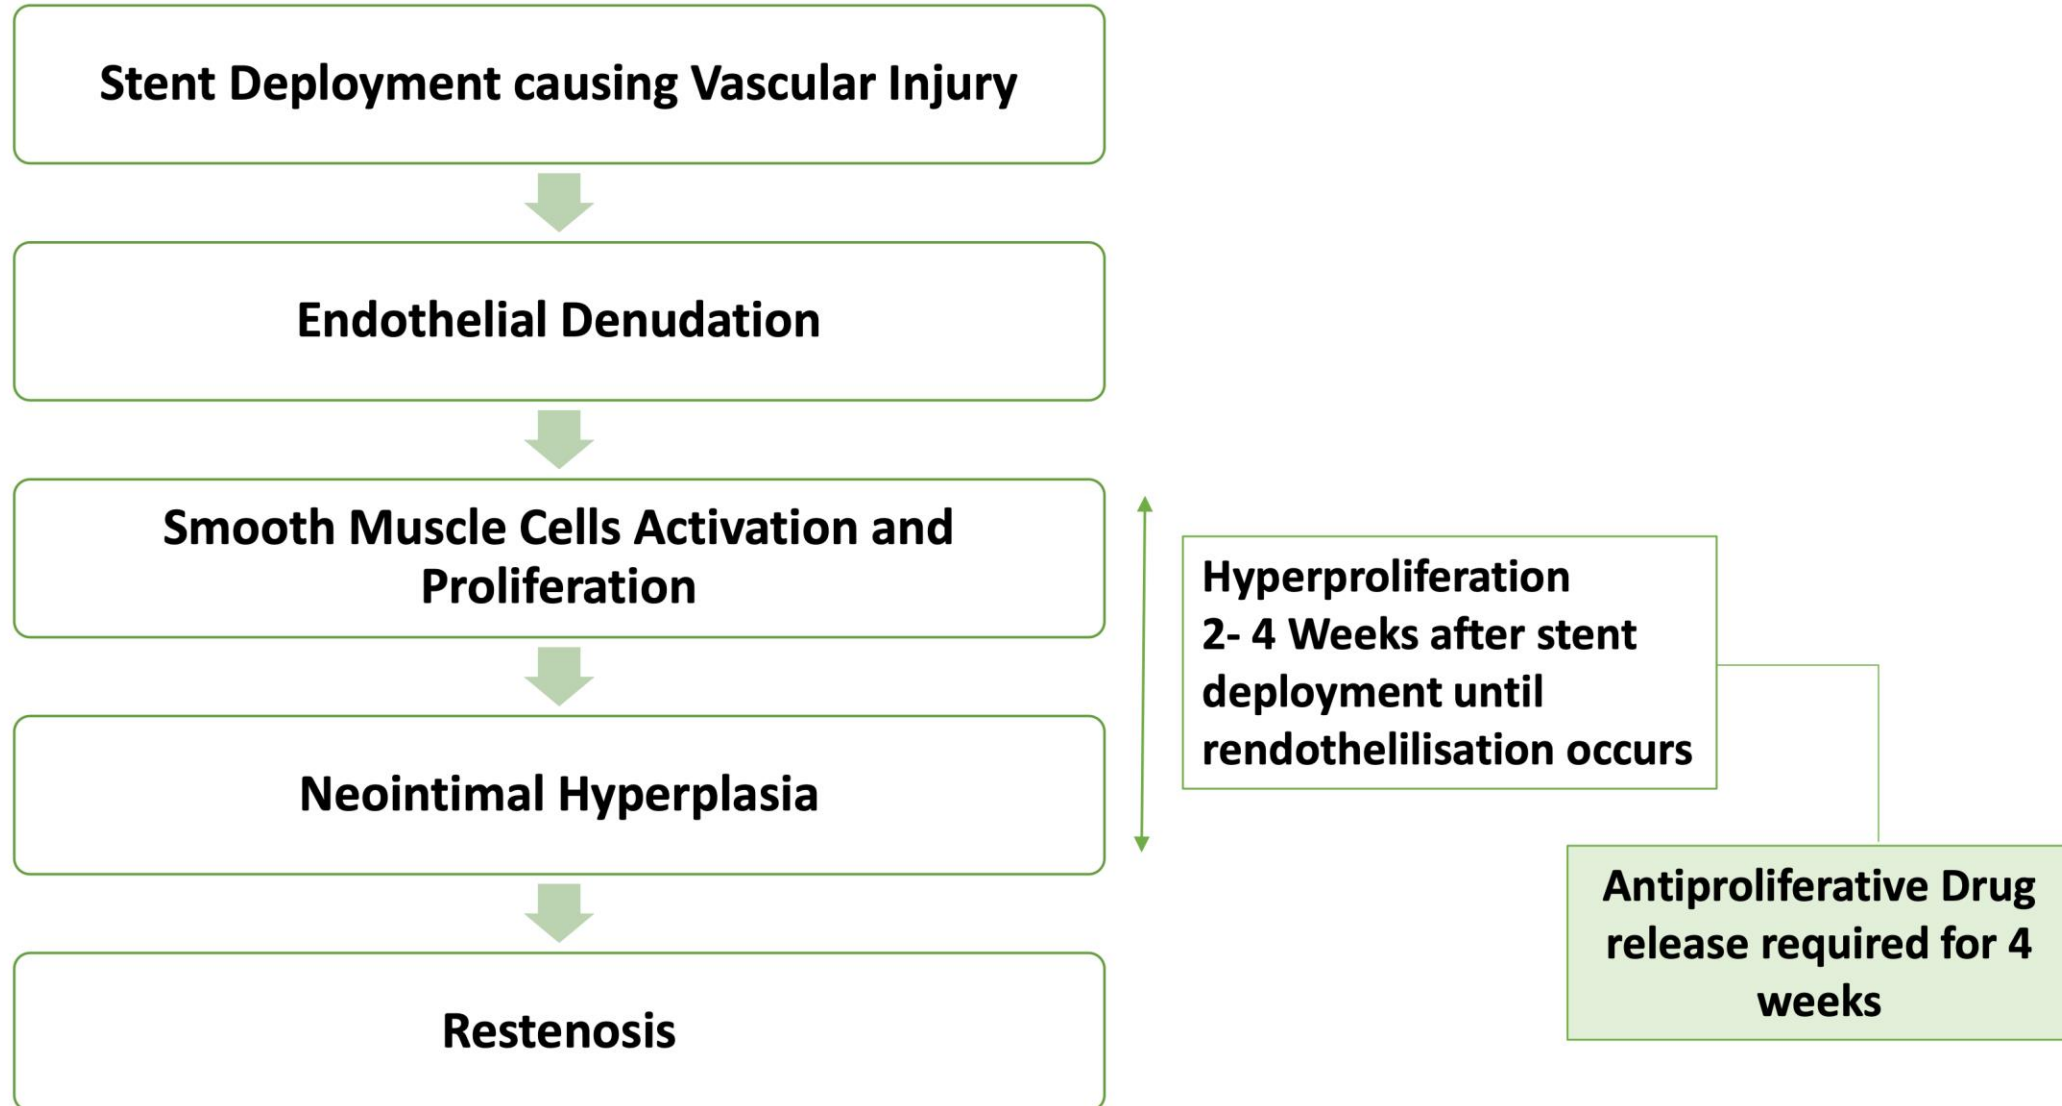 Stent Deployment causing Vascular Injury
Endothelial Denudation
Smooth Muscle Cells Activation and
Proliferation
Neointimal Hyperplasia
Restenosis
Hyperproliferation
2- 4 Weeks after stent
deployment until
rendothelilisation occurs
Antiproliferative Drug
release required for 4
weeks